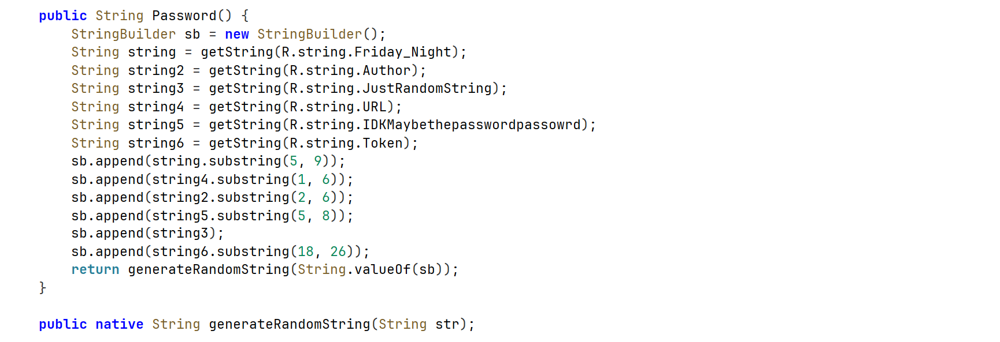 public String Password() {
StringBuilder sb = new StringBuilder();
String string = getString(R.string.Friday_Night);
String string2 = getString(R.string.Author);
String string3 = getString(R.string.JustRandomString);
String string4 = getString(R.string.URL);
String string5 = getString(R.string.IDKMaybethepasswordpassowrd);
String string6 = getString(R.string.Token);
sb.append(string.substring(5, 9));
sb.append(string4.substring(1, 6));
sb.append(string2.substring(2, 6));
sb.append(string5.substring(5, 8));
sb.append(string3);
sb.append(string6.substring(18, 26));
return generateRandomString(String.valueOf(sb));
}
public native String generateRandomString(String str);